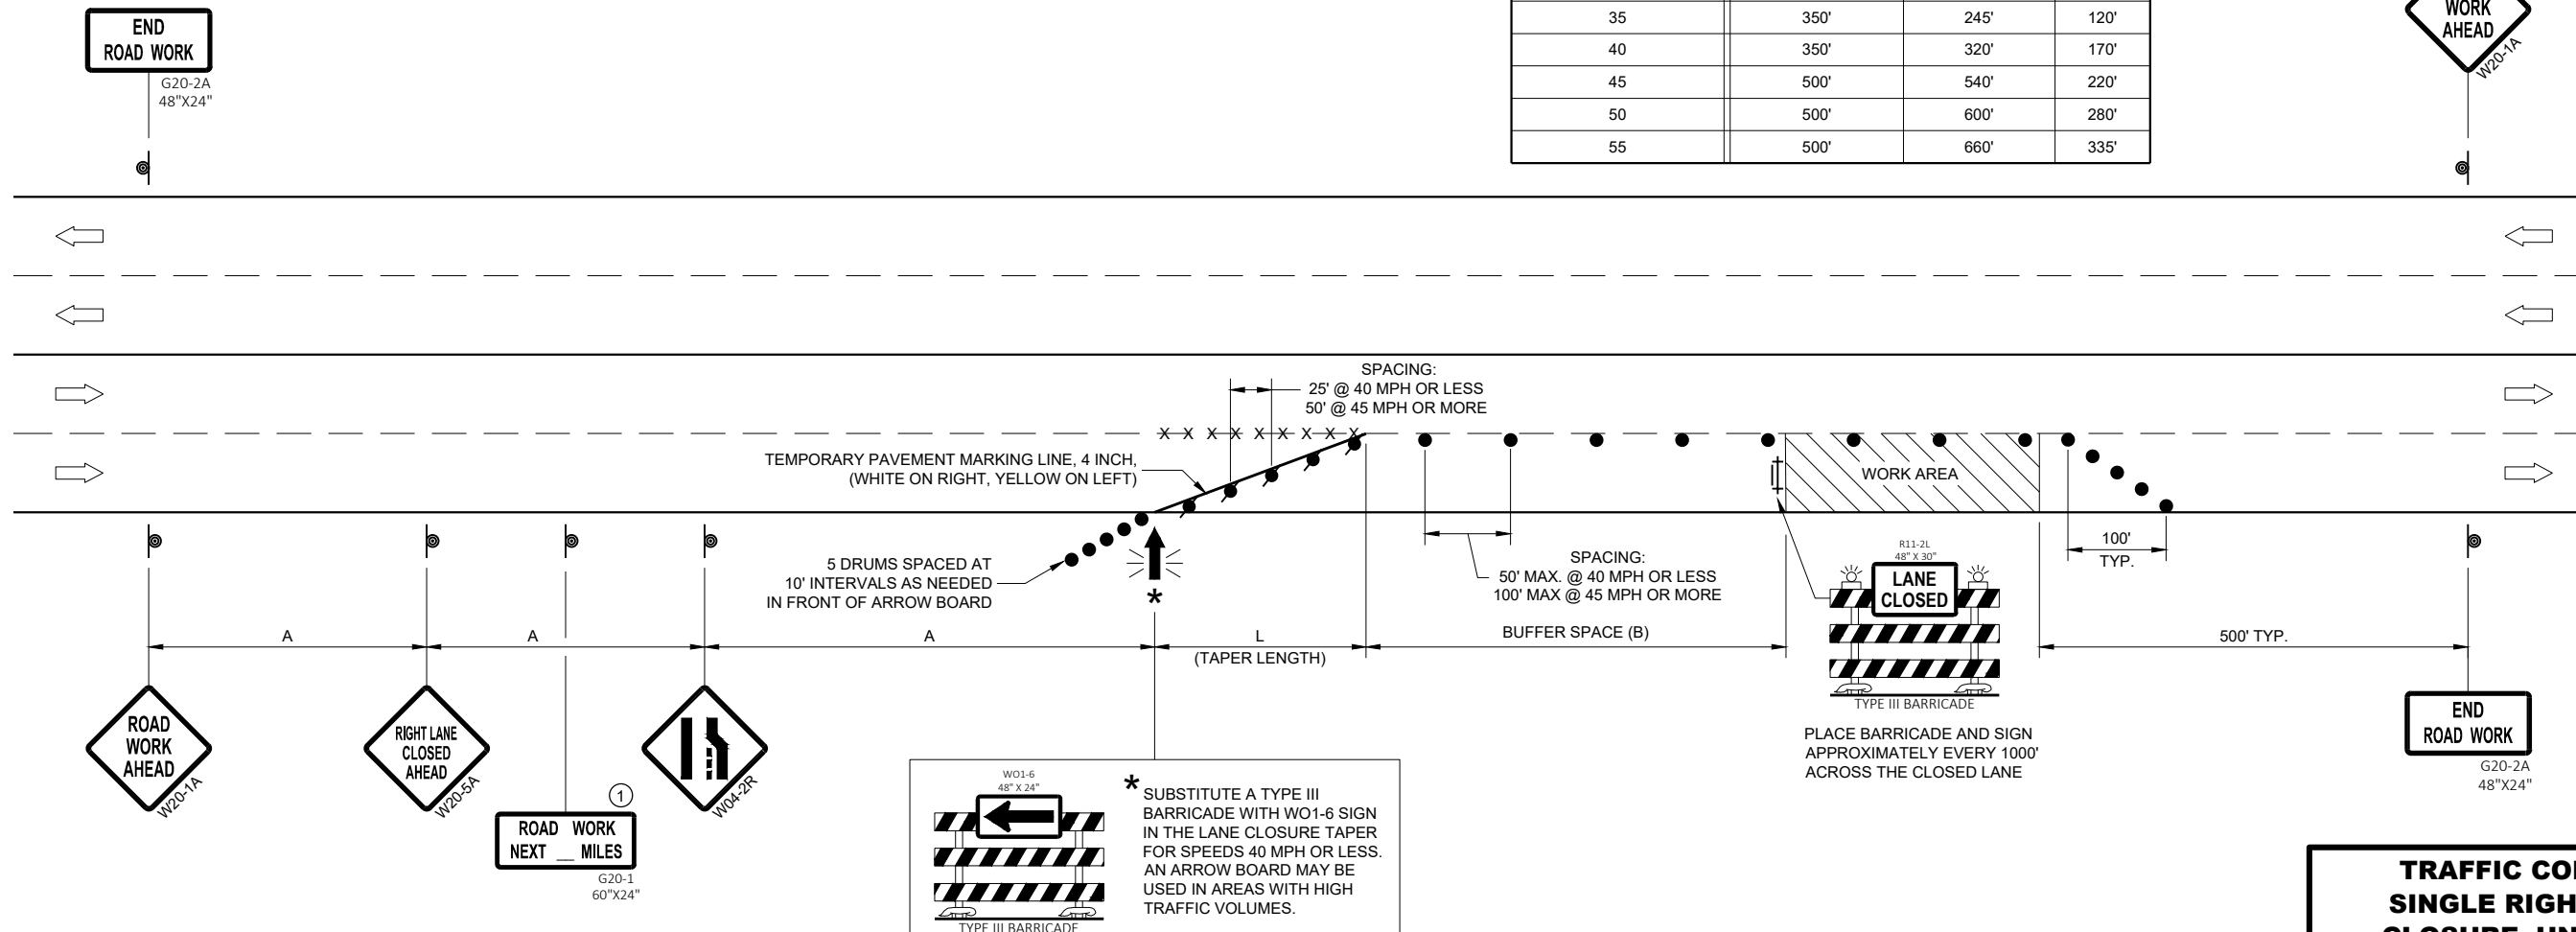 END
ROAD WORK
G20-2A
48"X24"
35 350' 245' 120'
40 350' 320' 170'
45 500' 540' 220'
50 500' 600' 280'
55 500' 660' 335'
WORK
AHEAD
W20-1A
SPACING:
25' @ 40 MPH OR LESS
50' @ 45 MPH OR MORE
X X X X X X X X X
TEMPORARY PAVEMENT MARKING LINE, 4 INCH,
(WHITE ON RIGHT, YELLOW ON LEFT)
WORK AREA
5 DRUMS SPACED AT
10' INTERVALS AS NEEDED
IN FRONT OF ARROW BOARD
*
SPACING:
50' MAX. @ 40 MPH OR LESS
100' MAX @ 45 MPH OR MORE
R11-2L
48" X 30"
LANE
CLOSED
TYPE III BARRICADE
100'
TYP.
A
A
A
L
(TAPER LENGTH)
BUFFER SPACE (B)
500' TYP.
PLACE BARRICADE AND SIGN
APPROXIMATELY EVERY 1000'
ACROSS THE CLOSED LANE
ROAD
WORK
AHEAD
W20-1A
RIGHT LANE
CLOSED
AHEAD
W20-5A
1
ROAD WORK
NEXT __ MILES
G20-1
60"X24"
W04-2R
WO1-6
48" X 24"
TYPE III BARRICADE
* SUBSTITUTE A TYPE III
BARRICADE WITH WO1-6 SIGN
IN THE LANE CLOSURE TAPER
FOR SPEEDS 40 MPH OR LESS.
AN ARROW BOARD MAY BE
USED IN AREAS WITH HIGH
TRAFFIC VOLUMES.
END
ROAD WORK
G20-2A
48"X24"
TRAFFIC CO
SINGLE RIGH
CLOSURE, UN